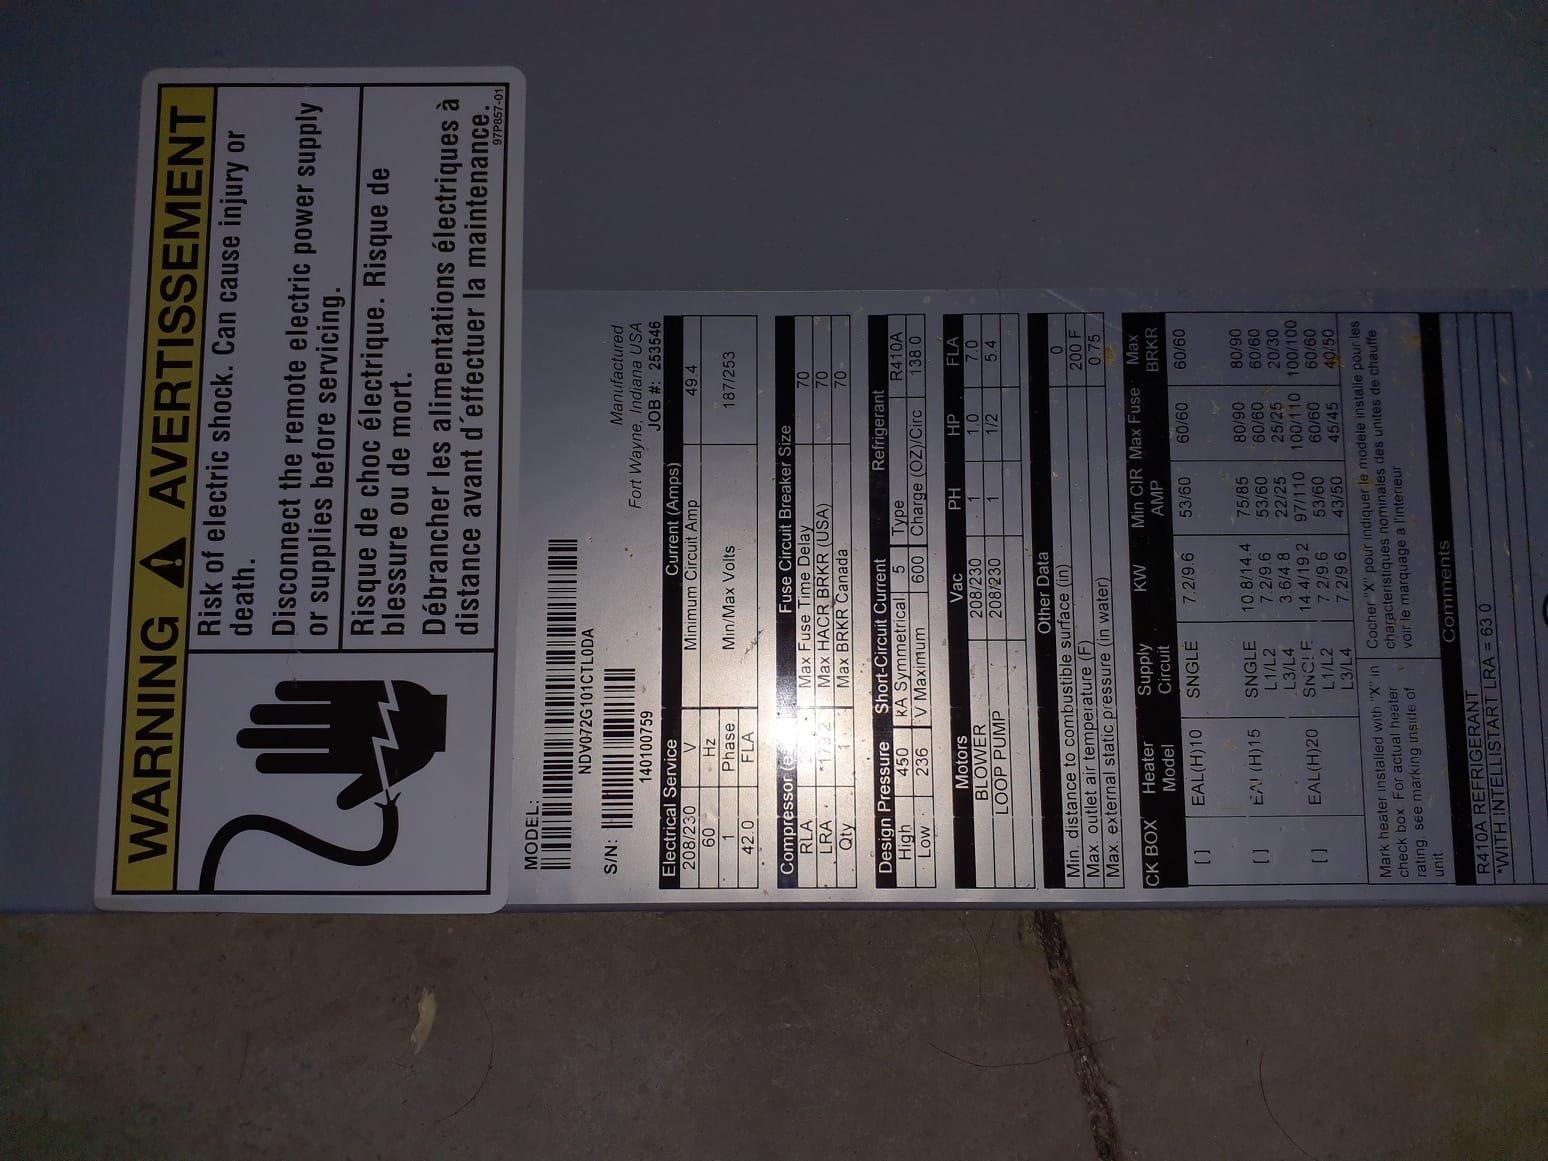 WARNING AVERTISSEMENT
Risk of electric shock. Can cause injury or
death.
Disconnect the remote electric power supply
or supplies before servicing.
Risque de choc électrique. Risque de
blessure ou de mort.
Débrancher les alimentations électriques à
distance avant d´effectuer la maintenance.
97P857-01
MODEL:
NDV072G101CTL0DA
S/N:
140100759
Manufactured
Fort Wayne, Indiana USA
JOB #: 253546
Electrical Service Current (Amps)
208/230 V Minimum Circuit Amp 49.4
60 Hz
1 Phase Min/Max Volts 187/253
42.0 FLA
Compressor Fuse Circuit Breaker Size
RLA Max Fuse Time Delay 70
LRA Max HACR BRKR (USA) 70
Qty 1 Max BRKR Canada 70
Design Pressure Short-Circuit Current Refrigerant
High 450 kA Symmetrical 5 Type R410A
Low 236 V Maximum 600 Charge (OZ)/Circ 138.0
Motors Vac PH HP FLA
BLOWER 208/230 1 1.0 7.0
LOOP PUMP 208/230 1 1/2 5.4
Other Data
Min. distance to combustible surface (in) 0
Max. outlet air temperature (F) 200 F
Max. external static pressure (in water) 0.75
CK BOX Heater Model Supply Circuit KW Min CIR AMP Max Fuse Max BRKR
[ ] EAL(H)10 SNGLE 7.2/9.6 53/60 60/60 60/60
[ ] EAL(H)15 SNGLE 10.8/14.4 75/85 80/90 80/90
L1/L2 7.2/9.6 53/60 60/60 60/60
L3/L4 3.6/4.8 22/25 25/25 20/30
[ ] EAL(H)20 SNGLE 14.4/19.2 97/110 100/110 100/100
L1/L2 7.2/9.6 53/60 60/60 60/60
L3/L4 7.2/9.6 43/50 45/45 40/50
Mark heater installed with "X" in
check box. For actual heater
rating, see marking inside of
unit
Cocher "X" pour indiquer le modele installe pour les
characteristiques nominales des unites de chauffe
voir le marquage a l'interieur
Comments
R410A REFRIGERANT
*WITH INTELLISTART LRA = 63.0